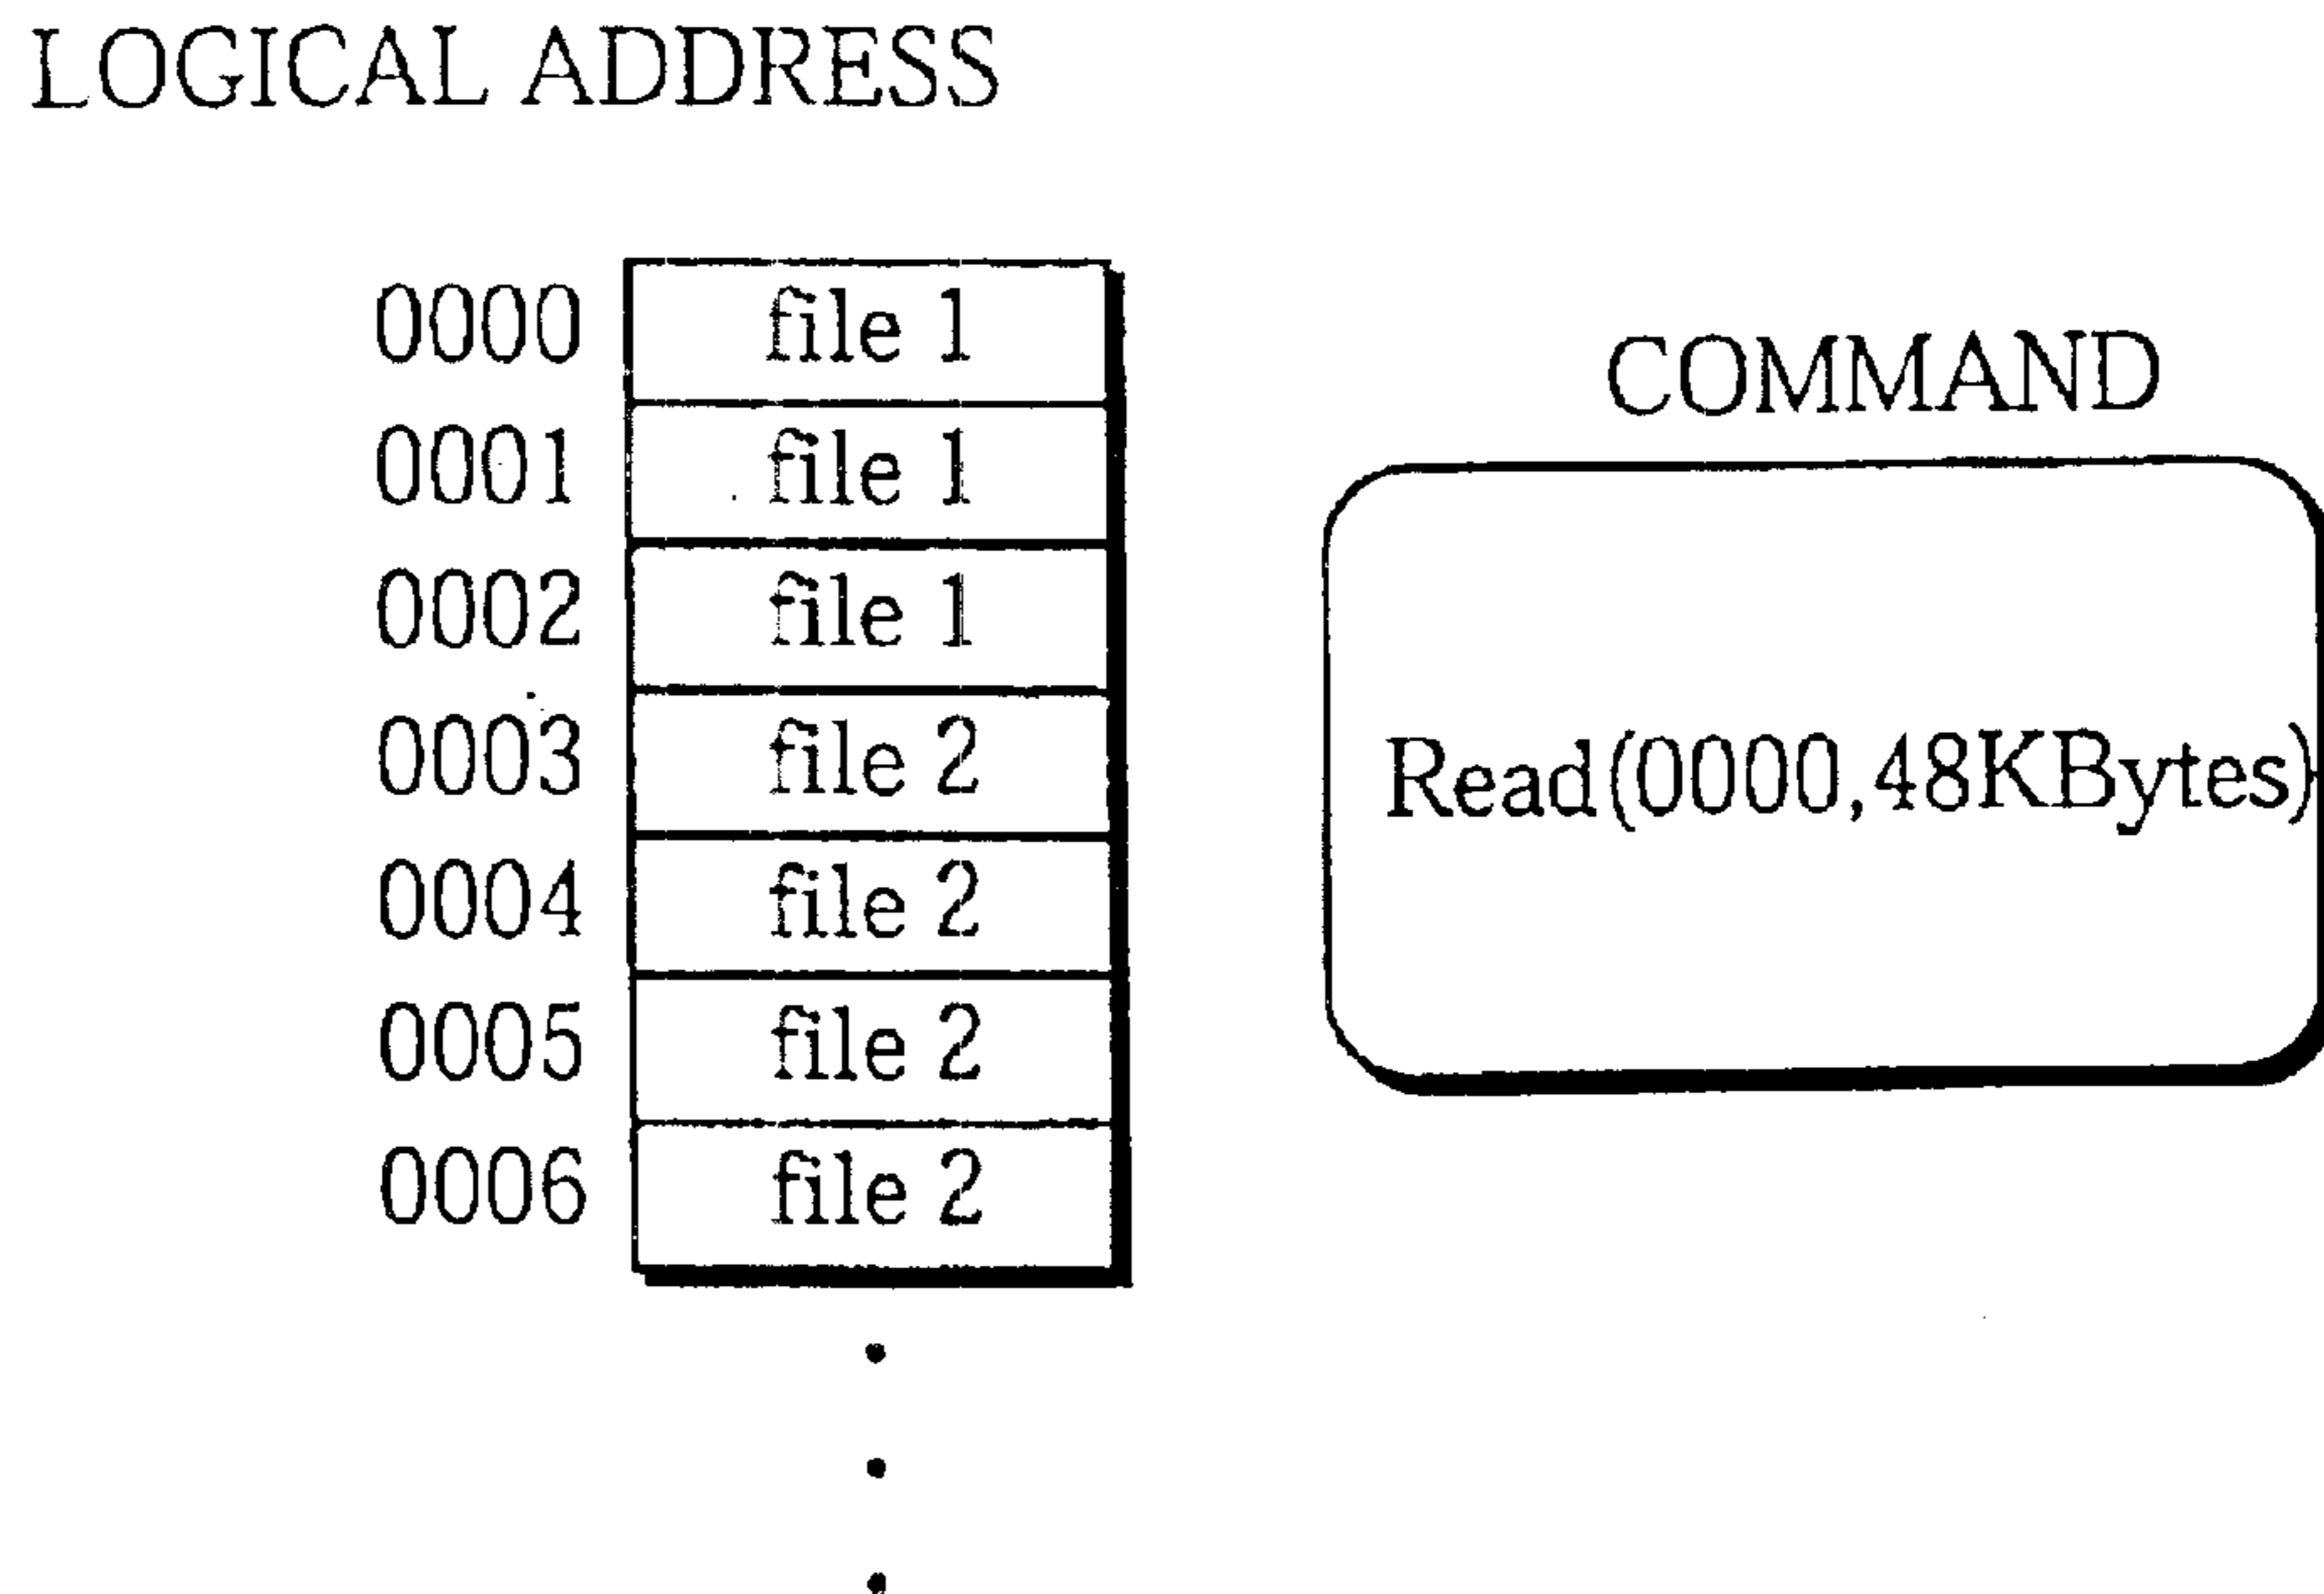 LOGICAL ADDRESS
0000 file 1
0001 file 1
0002 file 1
0003 file 2
0004 file 2
0005 file 2
0006 file 2
COMMAND
Read(0000,48KBytes)